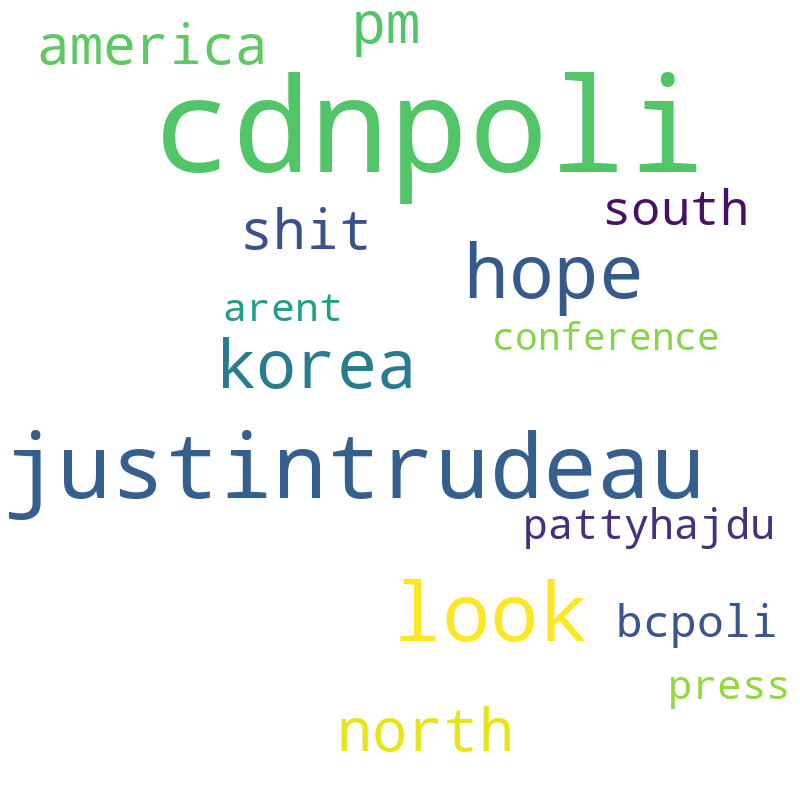 pm
america
cdnpoli
south
shit
hope
arent
conference
korea
justintrudeau
pattyhajdu
look
bcpoli
press
north